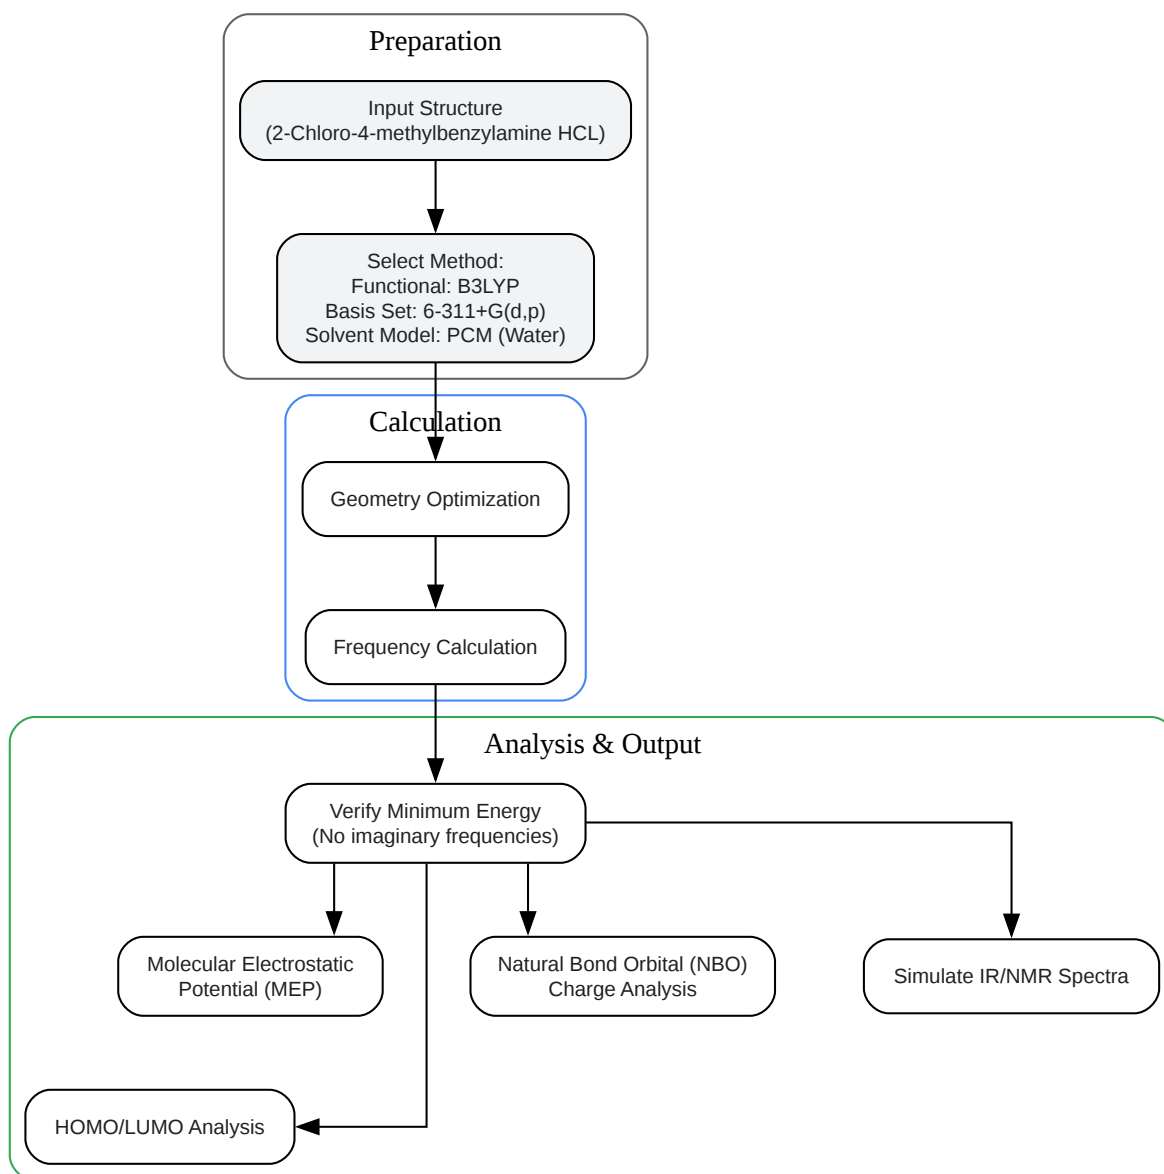 Preparation
Input Structure
(2-Chloro-4-methylbenzylamine HCL)
Select Method:
Functional: B3LYP
Basis Set: 6-311+G(d,p)
Solvent Model: PCM (Water)
Calculation
Geometry Optimization
Frequency Calculation
Analysis & Output
Verify Minimum Energy
(No imaginary frequencies)
Molecular Electrostatic
Potential (MEP)
Natural Bond Orbital (NBO)
Charge Analysis
Simulate IR/NMR Spectra
HOMO/LUMO Analysis